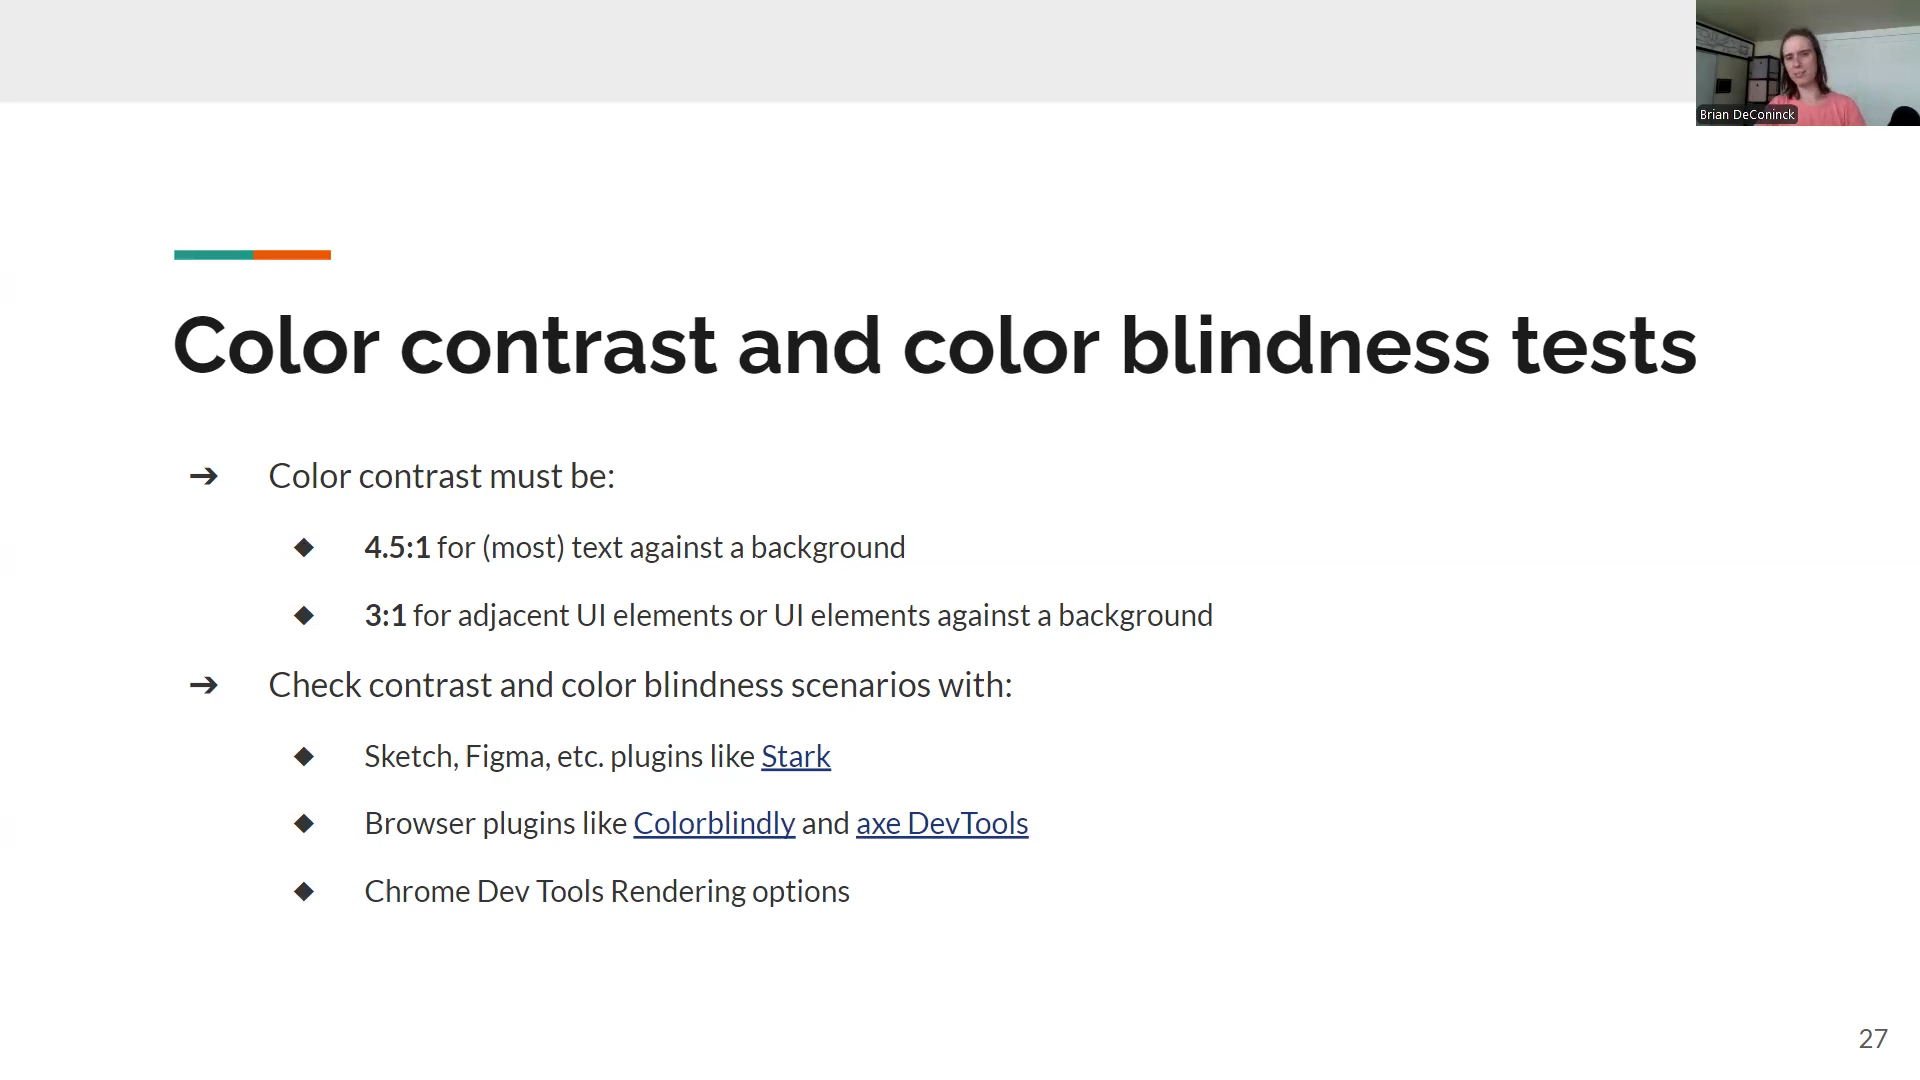 Brian DeConinck
Color contrast and color blindness tests
➔ Color contrast must be:
◆ 4.5:1 for (most) text against a background
◆ 3:1 for adjacent UI elements or UI elements against a background
➔ Check contrast and color blindness scenarios with:
◆ Sketch, Figma, etc. plugins like Stark
◆ Browser plugins like Colorblindly and axe DevTools
◆ Chrome Dev Tools Rendering options
27